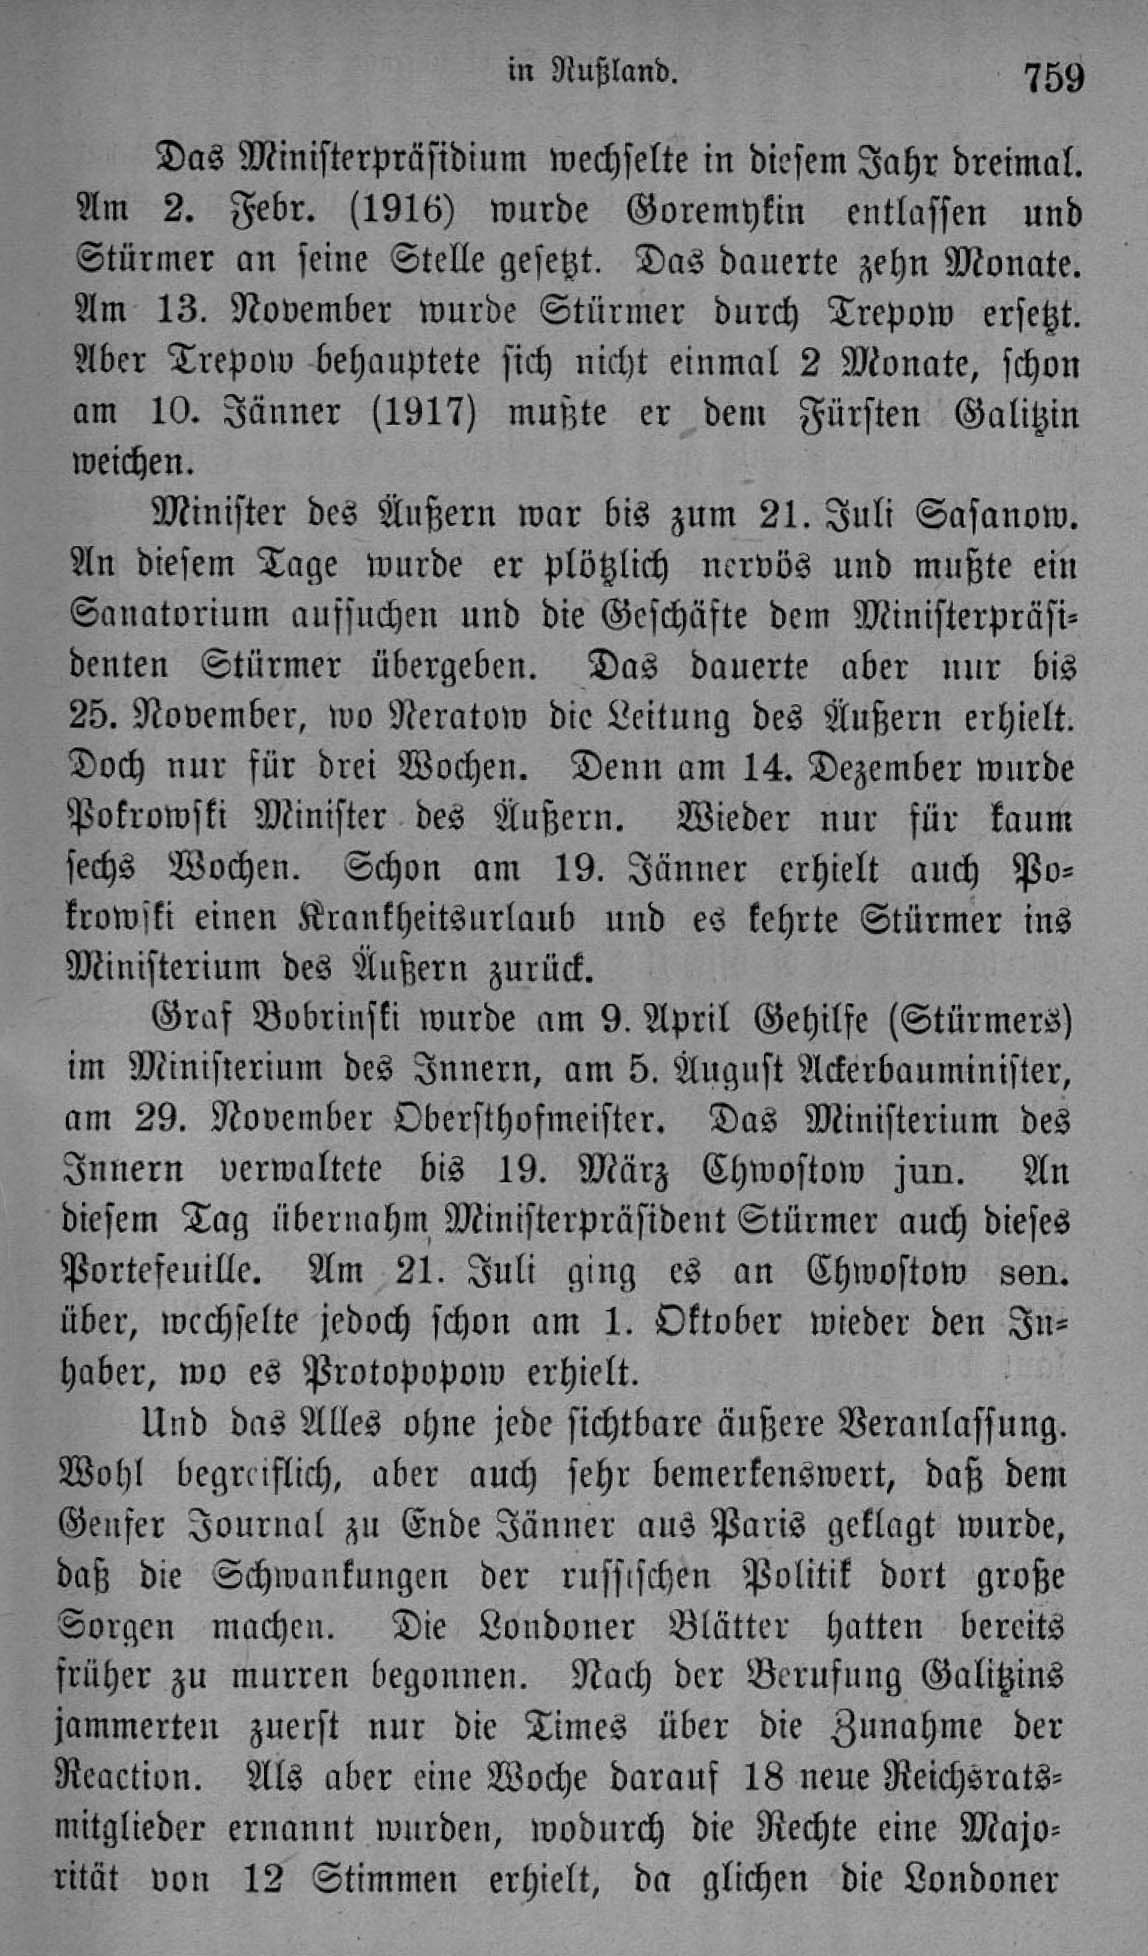 in Rußland.
759
Das Ministerpräsidium wechselte in diesem Jahr dreimal.
Am 2. Febr. (1916) wurde Goremykin entlassen und
Stürmer an seine Stelle gesetzt. Das dauerte zehn Monate.
Am 13. November wurde Stürmer durch Trepow ersetzt.
Aber Trepow behauptete sich nicht einmal 2 Monate, schon
am 10. Jänner (1917) mußte er dem Fürsten Galitzin
weichen.
Minister des Äußern war bis zum 21. Juli Sasanow.
An diesem Tage wurde er plötzlich nervös und mußte ein
Sanatorium aufsuchen und die Geschäfte dem Ministerpräsi-
denten Stürmer übergeben. Das dauerte aber nur bis
25. November, wo Neratow die Leitung des Äußern erhielt.
Doch nur für drei Wochen. Denn am 14. Dezember wurde
Pokrowski Minister des Äußern. Wieder nur für kaum
sechs Wochen. Schon am 19. Jänner erhielt auch Po-
krowski einen Krankheitsurlaub und es kehrte Stürmer ins
Ministerium des Äußern zurück.
Graf Bobrinski wurde am 9. April Gehilfe (Stürmers)
im Ministerium des Innern, am 5. August Ackerbauminister,
am 29. November Obersthofmeister. Das Ministerium des
Innern verwaltete bis 19. März Chwostow jun. An
diesem Tag übernahm Ministerpräsident Stürmer auch dieses
Portefeuille. Am 21. Juli ging es an Chwostow sen.
über, wechselte jedoch schon am 1. Oktober wieder den In-
haber, wo es Protopopow erhielt.
Und das Alles ohne jede sichtbare äußere Veranlassung.
Wohl begreiflich, aber auch sehr bemerkenswert, daß dem
Genfer Journal zu Ende Jänner aus Paris geklagt wurde,
daß die Schwankungen der russischen Politik dort große
Sorgen machen. Die Londoner Blätter hatten bereits
früher zu murren begonnen. Nach der Berufung Galitzins
jammerten zuerst nur die Times über die Zunahme der
Reaction. Als aber eine Woche darauf 18 neue Reichsrats-
mitglieder ernannt wurden, wodurch die Rechte eine Majo-
rität von 12 Stimmen erhielt, da glichen die Londoner